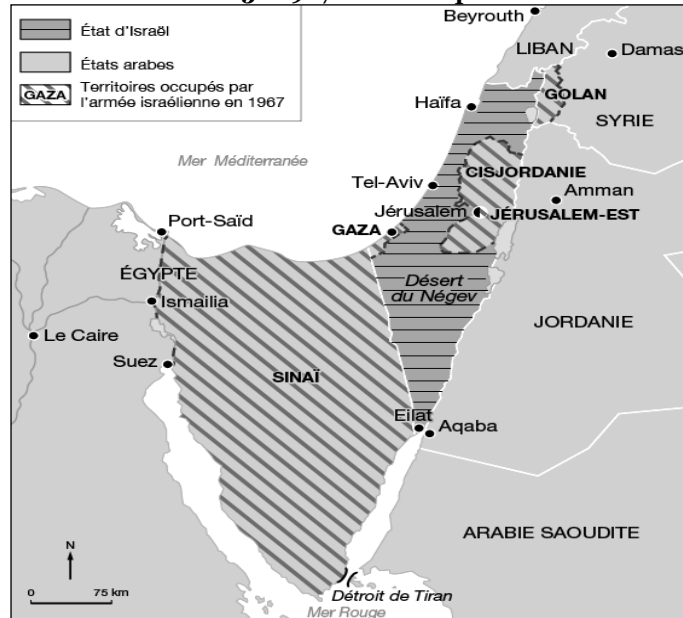 État d'Israël
États arabes
GAZA
Territoires occupés par
l'armée israélienne en 1967
Beyrouth
LIBAN
Damas
GOLAN
Haïfa
SYRIE
Mer Méditerranée
CISJORDANIE
Tel-Aviv
Amman
Jérusalem
JÉRUSALEM-EST
Port-Saïd
GAZA
ÉGYPTE
Désert
du Négev
Ismailia
JORDANIE
Le Caire
Suez
SINAÏ
Eilat
Aqaba
ARABIE SAOUDITE
N
0 75 km
Détroit de Tiran
Mer Rouge